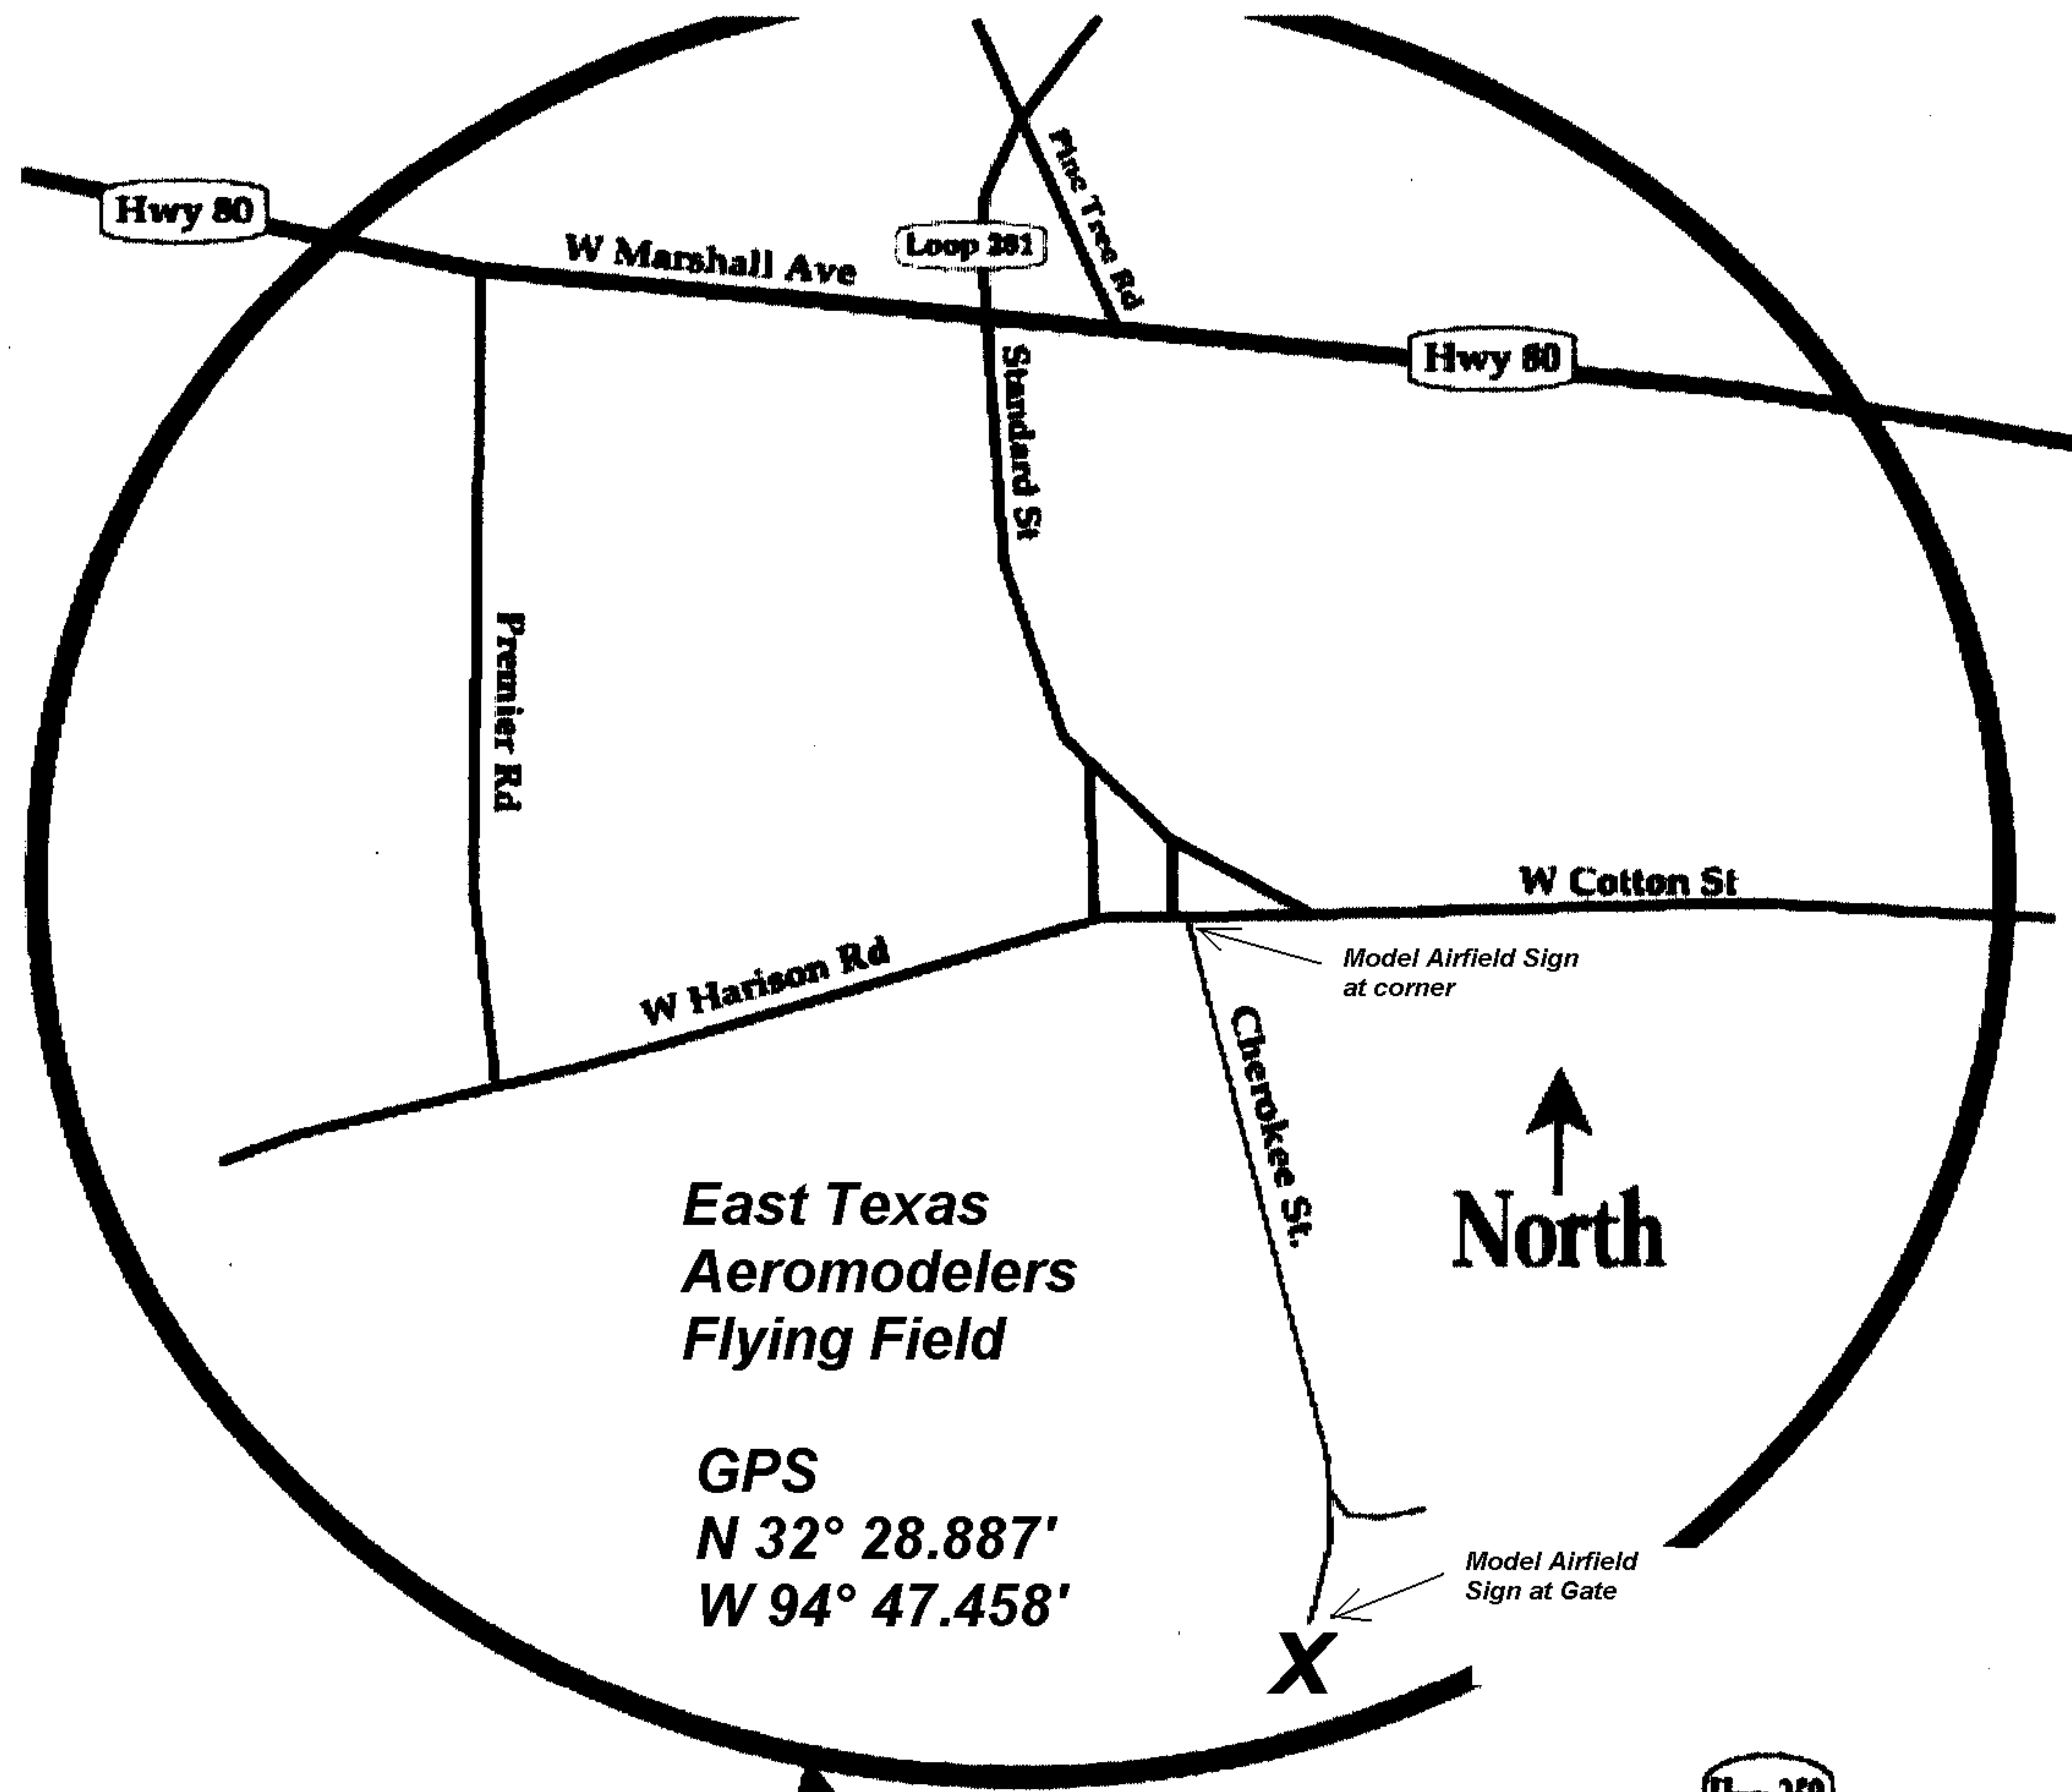 Hwy 80
W Marshall Ave
Loop 281
Pine Tree Rd
Hwy 80
Standard St
Premier Rd
W Cotton St
Model Airfield Sign
at corner
W Harison Rd
Cherokee St.
North
East Texas
Aeromodelers
Flying Field
GPS
N 32° 28.887'
W 94° 47.458'
Model Airfield
Sign at Gate
X